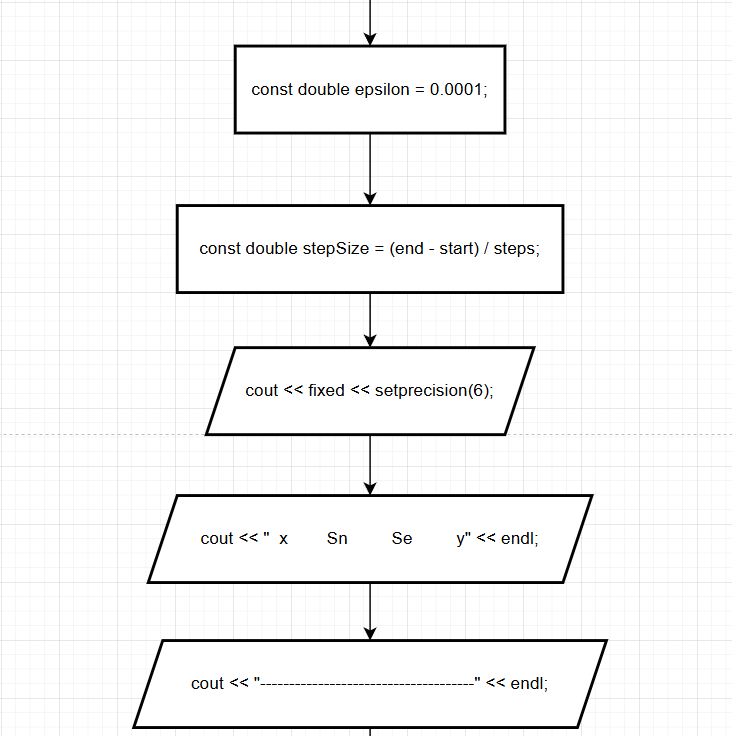 const double epsilon = 0.0001;
const double stepSize = (end - start) / steps;
cout << fixed << setprecision(6);
cout << "  x        Sn         Se         y" << endl;
cout << "-------------------------------------" << endl;